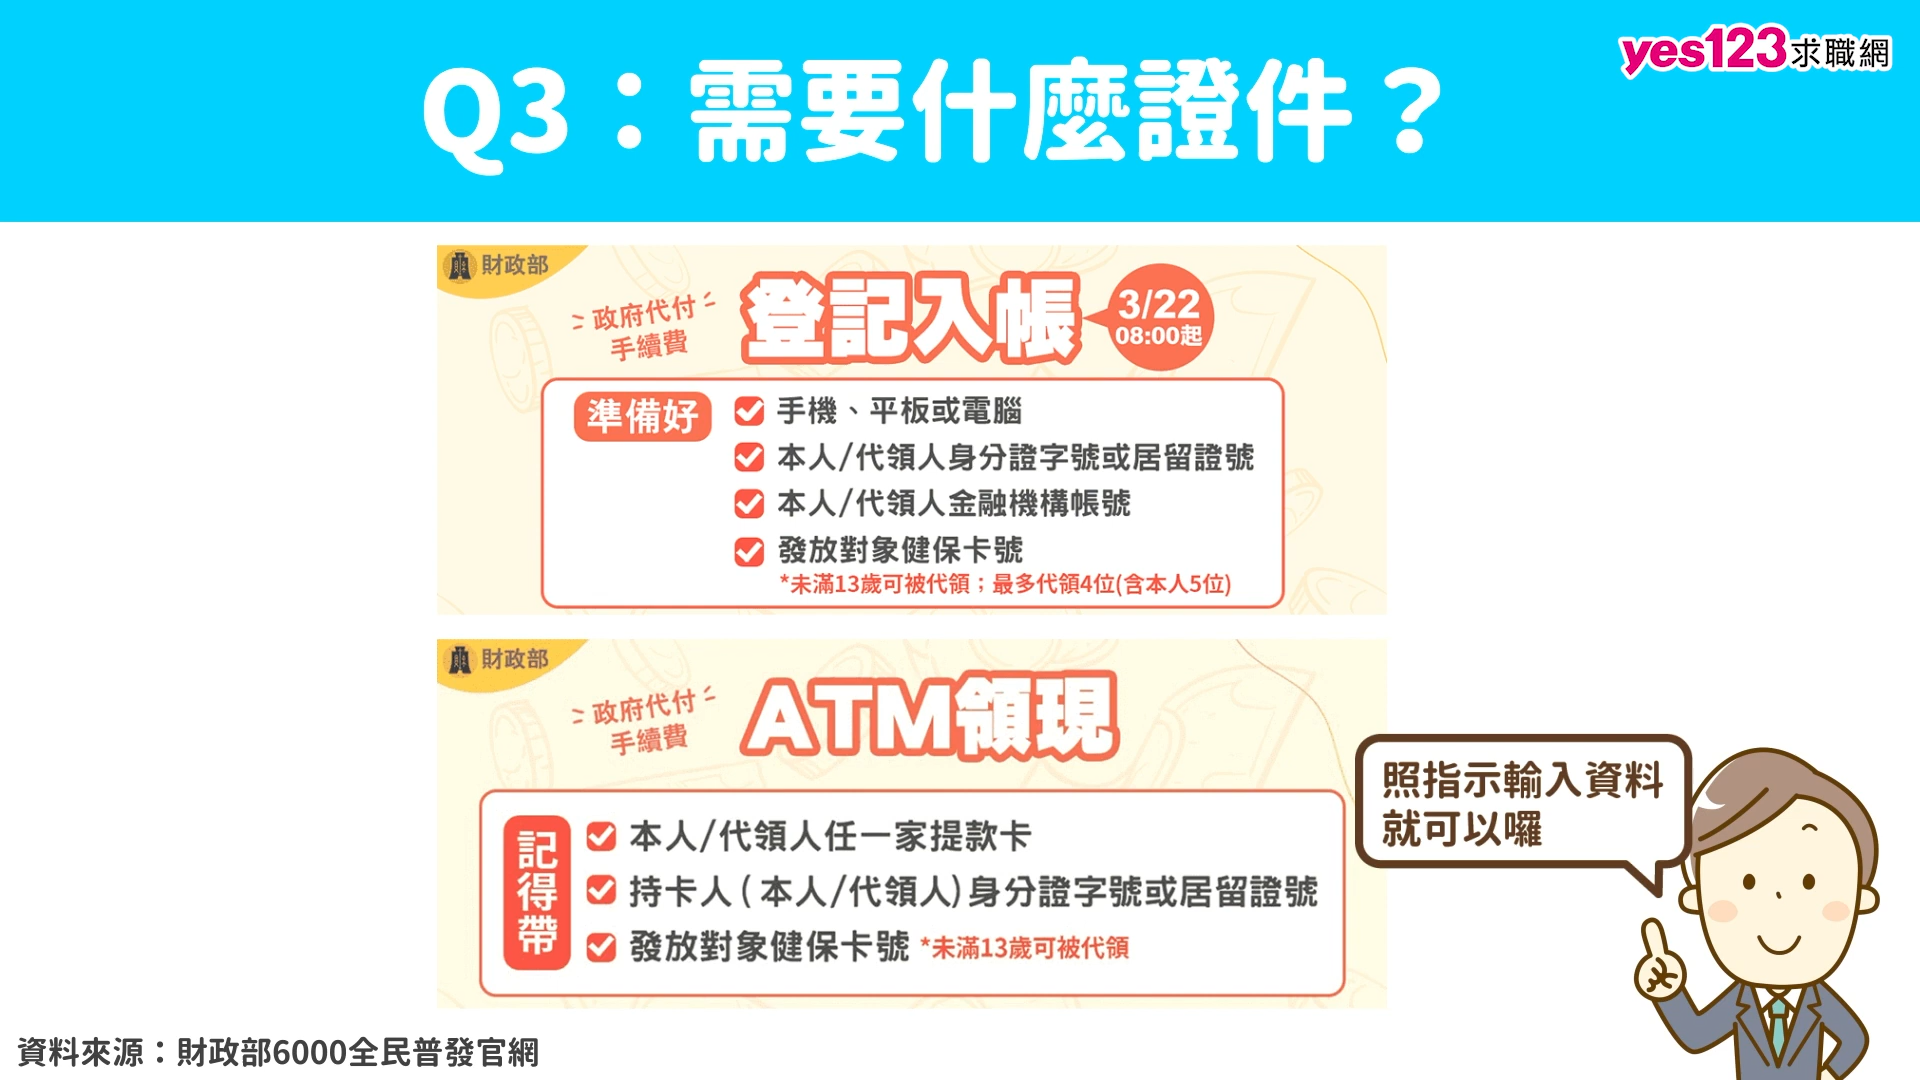 yes123求職網
Q3：需要什麼證件？
財政部
政府代付
手續費
登記入帳
3/22
08:00起
準備好
手機、平板或電腦
本人/代領人身分證字號或居留證號
本人/代領人金融機構帳號
發放對象健保卡號
*未滿13歲可被代領；最多代領4位(含本人5位)
財政部
政府代付
手續費
ATM領現
記得帶
本人/代領人任一家提款卡
持卡人(本人/代領人)身分證字號或居留證號
發放對象健保卡號 *未滿13歲可被代領
照指示輸入資料
就可以囉
資料來源：財政部6000全民普發官網